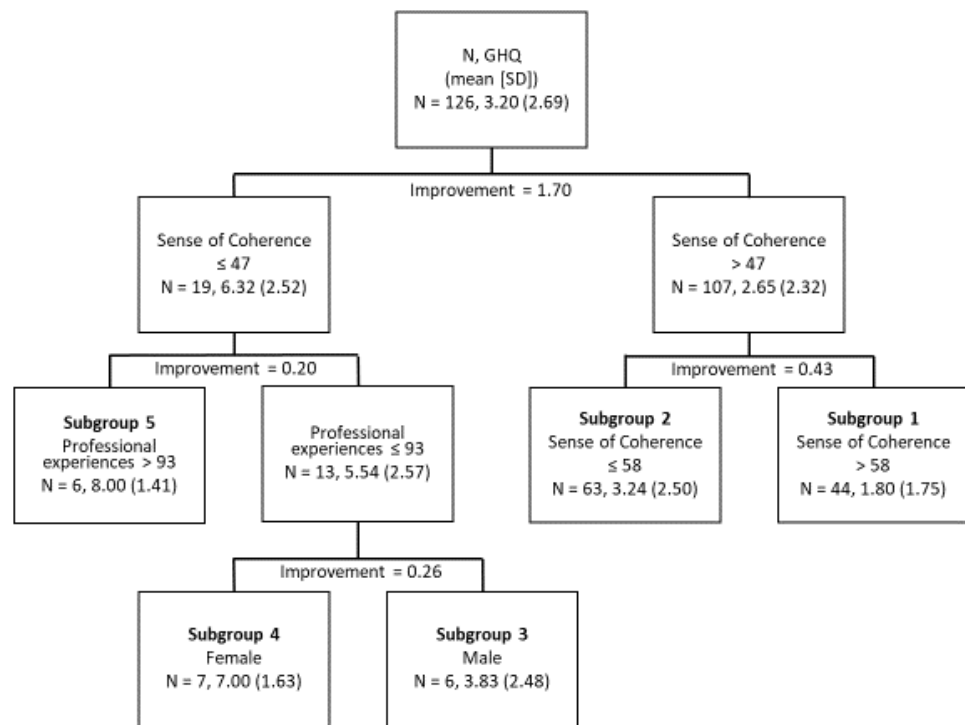 N, GHQ
(mean [SD])
N = 126, 3.20 (2.69)
Improvement = 1.70
Sense of Coherence
≤ 47
N = 19, 6.32 (2.52)
Sense of Coherence
> 47
N = 107, 2.65 (2.32)
Improvement = 0.20
Improvement = 0.43
Subgroup 5
Professional
experiences > 93
N = 6, 8.00 (1.41)
Professional
experiences ≤ 93
N = 13, 5.54 (2.57)
Subgroup 2
Sense of Coherence
≤ 58
N = 63, 3.24 (2.50)
Subgroup 1
Sense of Coherence
> 58
N = 44, 1.80 (1.75)
Improvement = 0.26
Subgroup 4
Female
N = 7, 7.00 (1.63)
Subgroup 3
Male
N = 6, 3.83 (2.48)